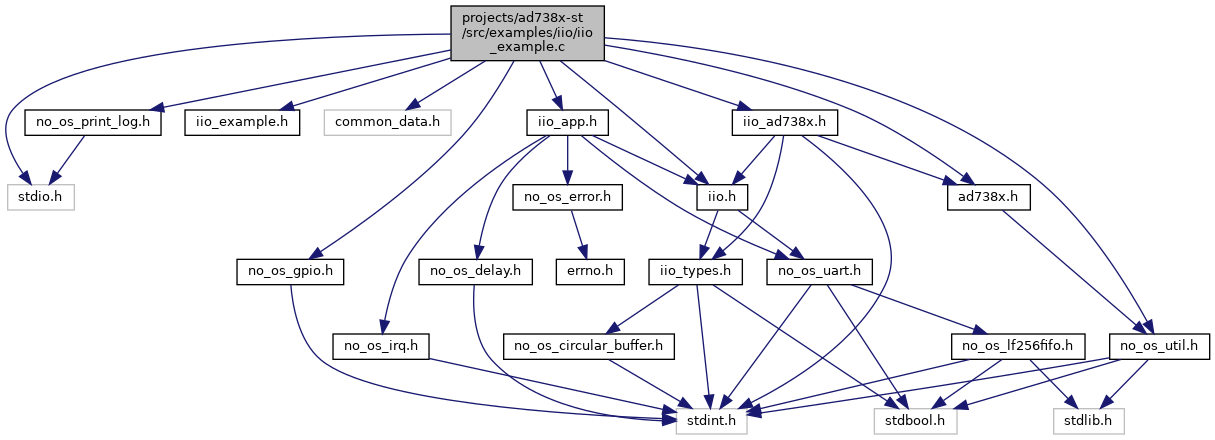 projects/ad738x-st
/src/examples/iio/iio
_example.c
no_os_print_log.h
iio_example.h
common_data.h
iio_app.h
iio_ad738x.h
stdio.h
no_os_error.h
iio.h
ad738x.h
no_os_gpio.h
no_os_delay.h
errno.h
iio_types.h
no_os_uart.h
no_os_irq.h
no_os_circular_buffer.h
no_os_lf256fifo.h
no_os_util.h
stdint.h
stdbool.h
stdlib.h